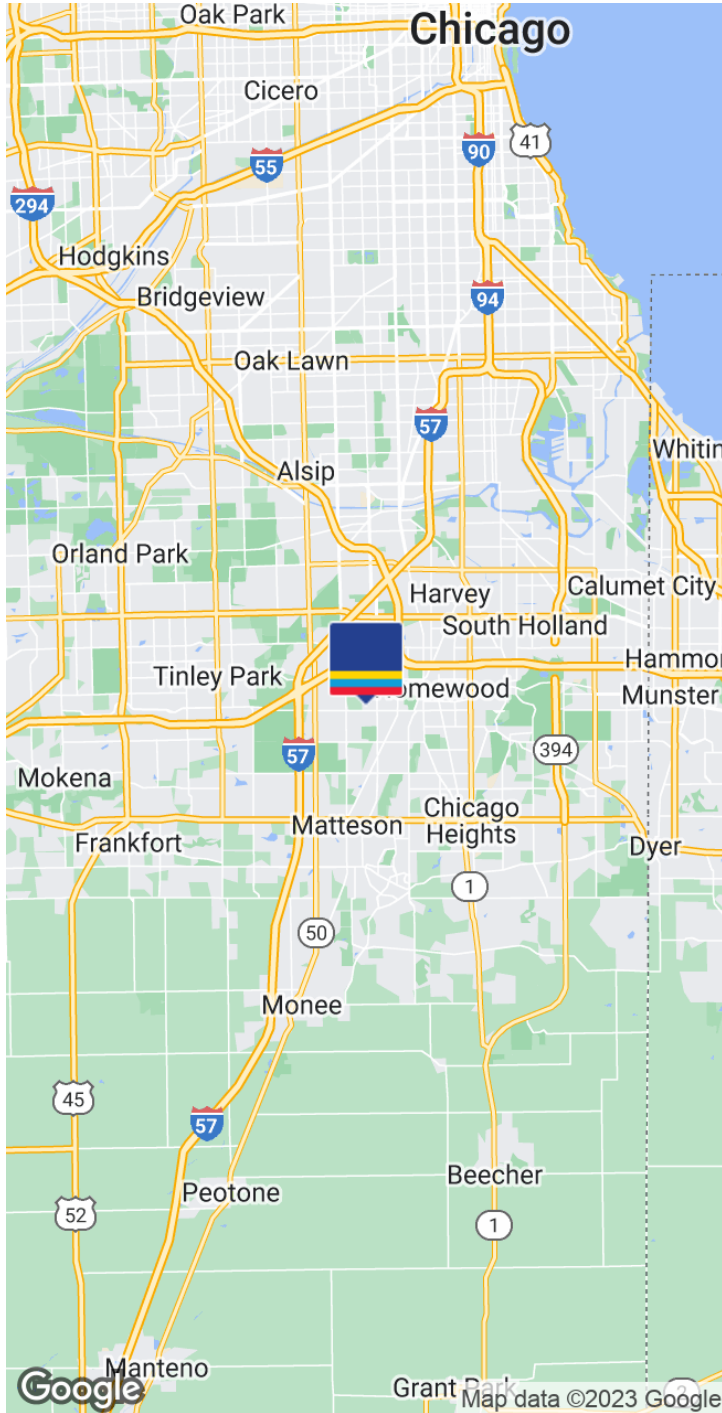 Oak Park
Chicago
Cicero
41
90
55
294
Hodgkins
Bridgeview
94
Oak Lawn
57
Whitin
Alsip
Orland Park
Harvey
Calumet City
South Holland
Tinley Park
Hammon
omewood
Munster
57
394
Mokena
Chicago
Heights
Matteson
Frankfort
Dyer
1
50
Monee
45
57
Beecher
Peotone
52
1
Manteno
Google
Grant Park
2
Map data ©2023 Google